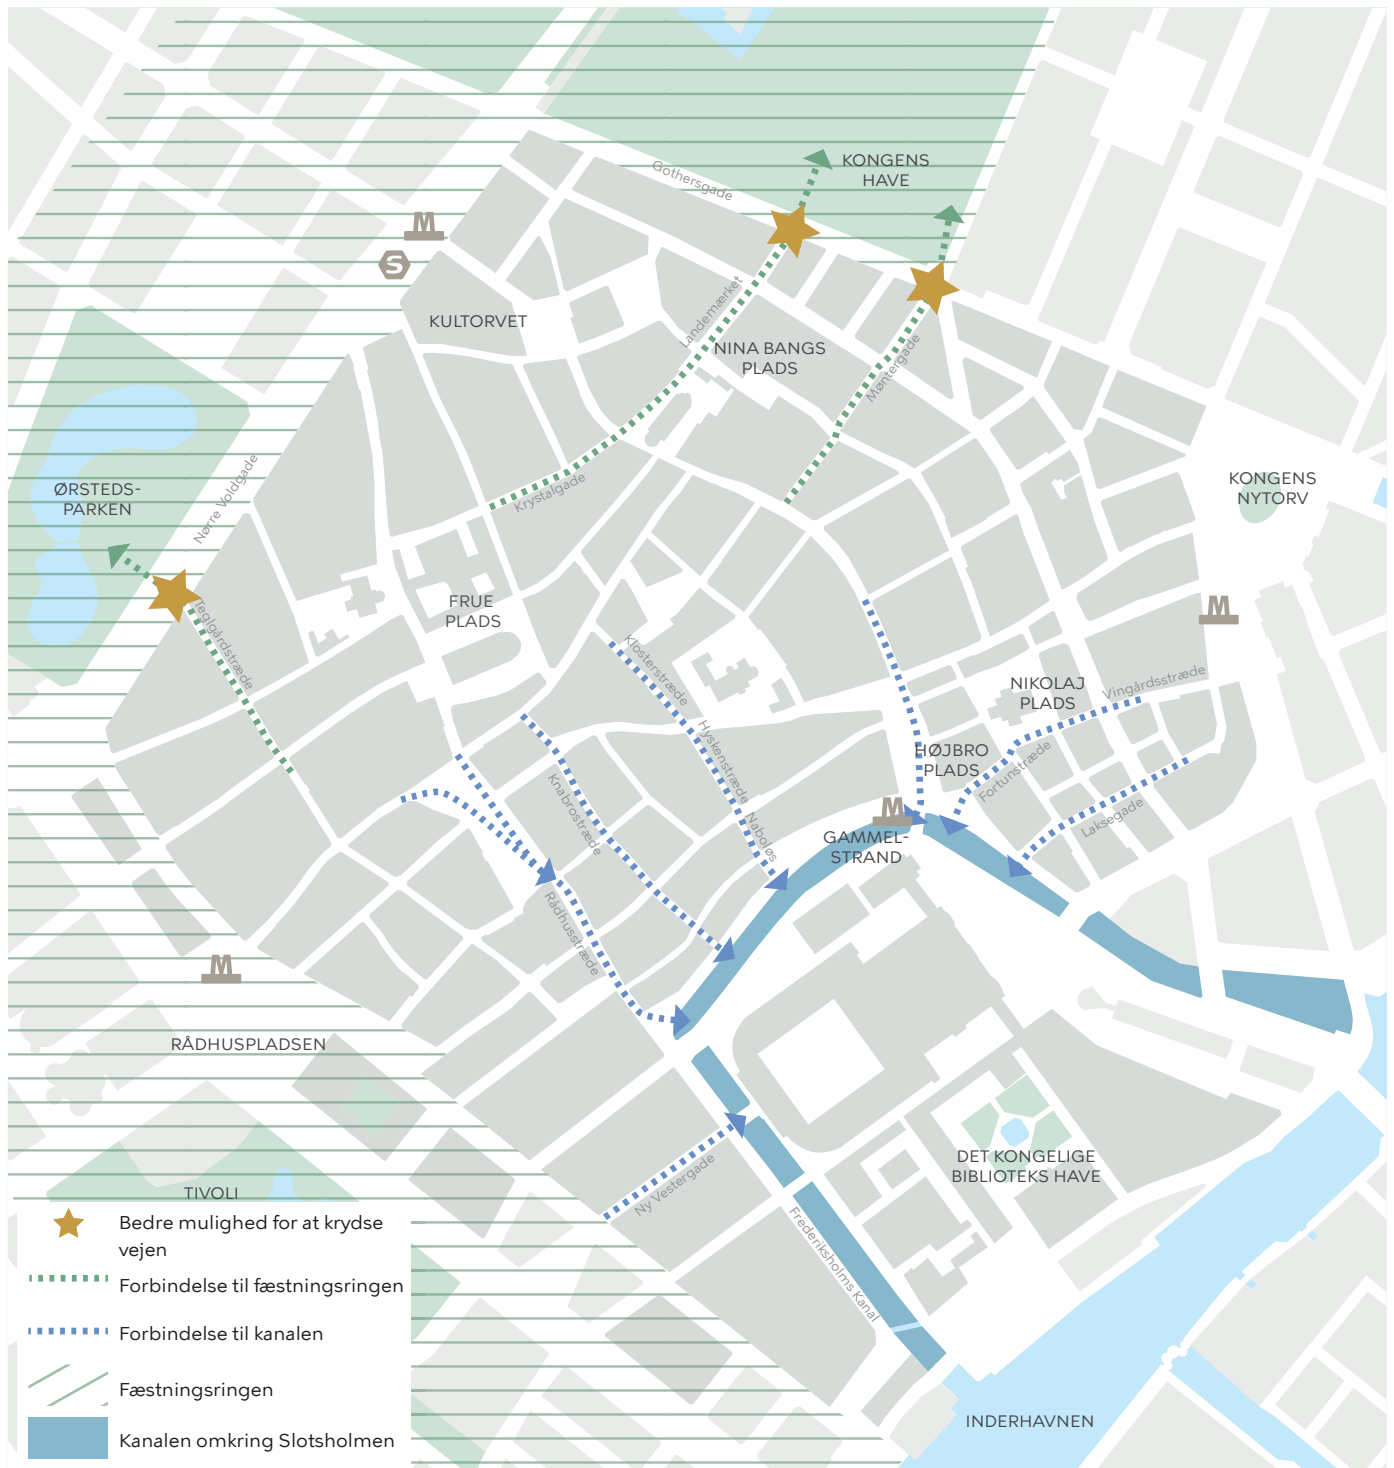 KONGENS
HAVE
Gothersgade
M
S
KULTORVET
Landemærket
NINA BANGS
PLADS
Møntergade
ØRSTEDS-
PARKEN
Nørre Voldgade
Krystalgade
KONGENS
NYTORV
M
FRUE
PLADS
Teglgårdstræde
Klosterstræde
NIKOLAJ
PLADS
Vingårdsstræde
Hyskenstræde
HØJBRO
PLADS
Fortunstræde
Knabrostræde
Naboløs
M
GAMMEL-
STRAND
Laksegade
Rådhusstræde
M
RÅDHUSPLADSEN
DET KONGELIGE
BIBLIOTEKS HAVE
Ny Vestergade
TIVOLI
Frederiksholms Kanal
INDERHAVNEN
Bedre mulighed for at krydse
vejen
Forbindelse til fæstningsringen
Forbindelse til kanalen
Fæstningsringen
Kanalen omkring Slotsholmen